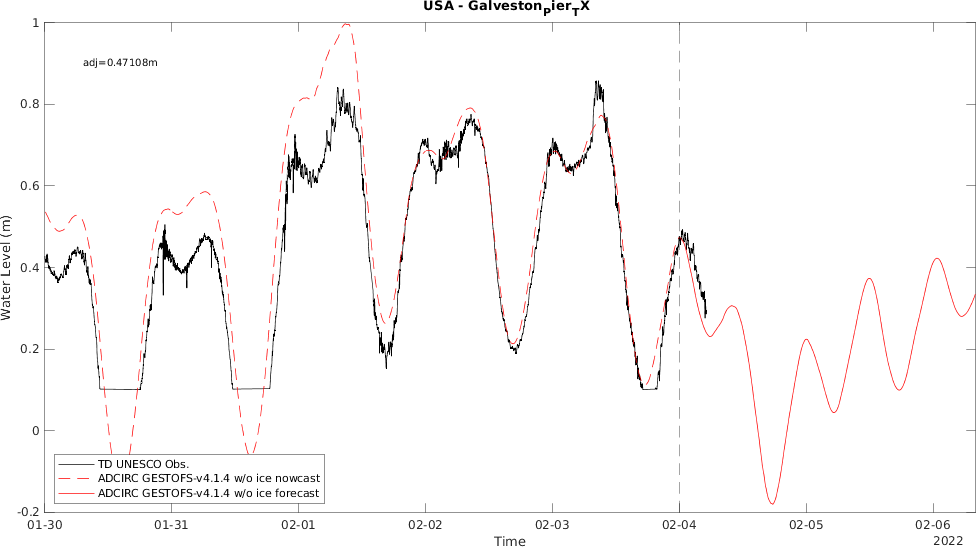 USA - GalvestonPierTX
adj=0.47108m
Water Level (m)
1
0.8
0.6
0.4
0.2
0
-0.2
TD UNESCO Obs.
ADCIRC GESTOFS-v4.1.4 w/o ice nowcast
ADCIRC GESTOFS-v4.1.4 w/o ice forecast
01-30 01-31 02-01 02-02 02-03 02-04 02-05 02-06
Time
2022